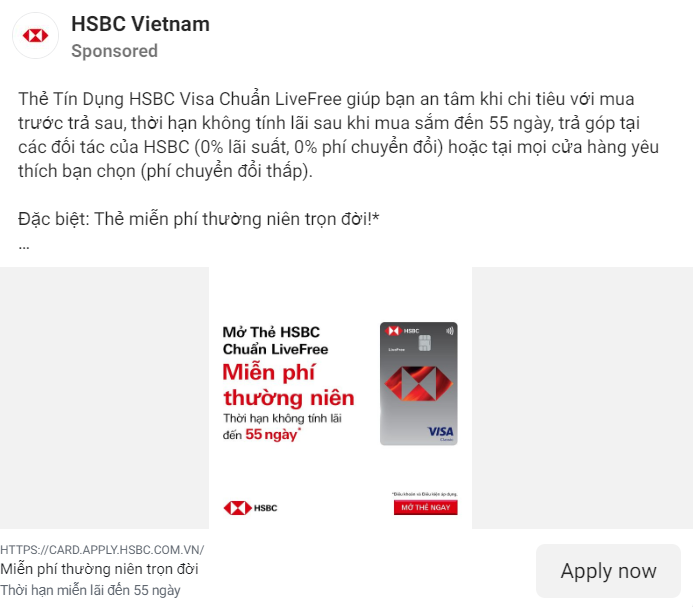 HSBC Vietnam
Sponsored
Thẻ Tín Dụng HSBC Visa Chuẩn LiveFree giúp bạn an tâm khi chi tiêu với mua
trước trả sau, thời hạn không tính lãi sau khi mua sắm đến 55 ngày, trả góp tại
các đối tác của HSBC (0% lãi suất, 0% phí chuyển đổi) hoặc tại mọi cửa hàng yêu
thích bạn chọn (phí chuyển đổi thấp).
Đặc biệt: Thẻ miễn phí thường niên trọn đời!*
...
Mở Thẻ HSBC
Chuẩn LiveFree
Miễn phí
thường niên
Thời hạn không tính lãi
đến 55 ngày*
HSBC
LiveFree
VISA
Classic
*Điều khoản và Điều kiện áp dụng.
MỞ THẺ NGAY
HSBC
HTTPS://CARD.APPLY.HSBC.COM.VN/
Miễn phí thường niên trọn đời
Thời hạn miễn lãi đến 55 ngày
Apply now